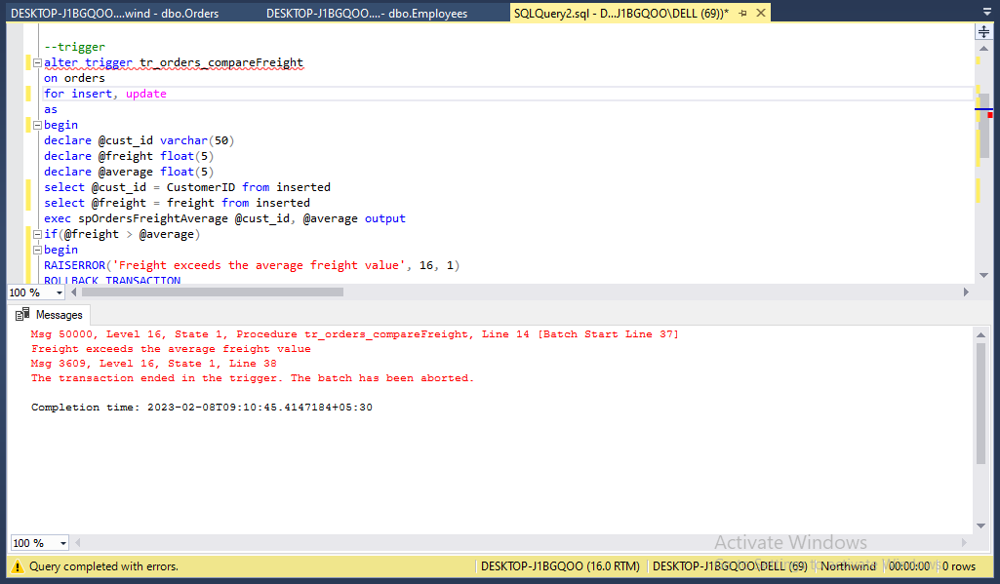 DESKTOP-J1BGQOO....wind - dbo.Orders
DESKTOP-J1BGQOO....- dbo.Employees
SQLQuery2.sql - D...J1BGQOO\DELL (69))*
--trigger
alter trigger tr_orders_compareFreight
on orders
for insert, update
as
begin
declare @cust_id varchar(50)
declare @freight float(5)
declare @average float(5)
select @cust_id = CustomerID from inserted
select @freight = freight from inserted
exec spOrdersFreightAverage @cust_id, @average output
if(@freight > @average)
begin
RAISERROR('Freight exceeds the average freight value', 16, 1)
ROLLBACK TRANSACTION
100 %
Messages
Msg 50000, Level 16, State 1, Procedure tr_orders_compareFreight, Line 14 [Batch Start Line 37]
Freight exceeds the average freight value
Msg 3609, Level 16, State 1, Line 38
The transaction ended in the trigger. The batch has been aborted.
Completion time: 2023-02-08T09:10:45.4147184+05:30
100 %
Activate Windows
Query completed with errors.
DESKTOP-J1BGQOO (16.0 RTM)
DESKTOP-J1BGQOO\DELL (69)
Northwind
00:00:00
0 rows